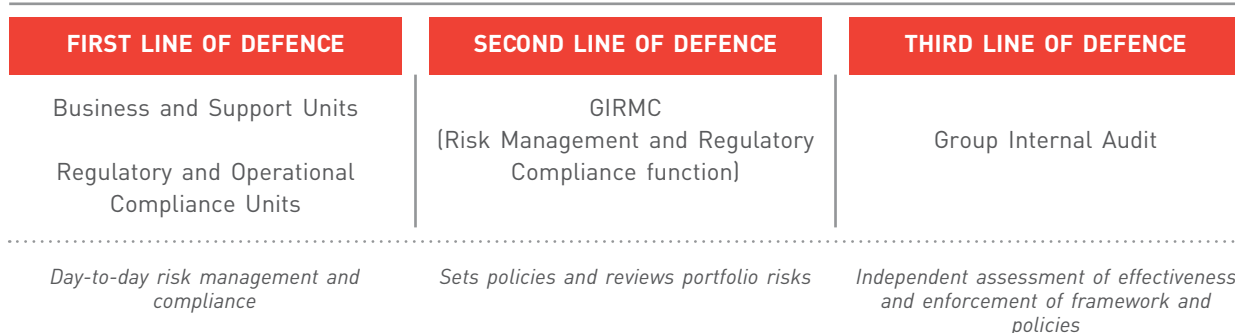 FIRST LINE OF DEFENCE
Business and Support Units
Regulatory and Operational
Compliance Units
Day-to-day risk management and
compliance
SECOND LINE OF DEFENCE
GIRMC
(Risk Management and Regulatory
Compliance function)
Sets policies and reviews portfolio risks
THIRD LINE OF DEFENCE
Group Internal Audit
Independent assessment of effectiveness
and enforcement of framework and
policies